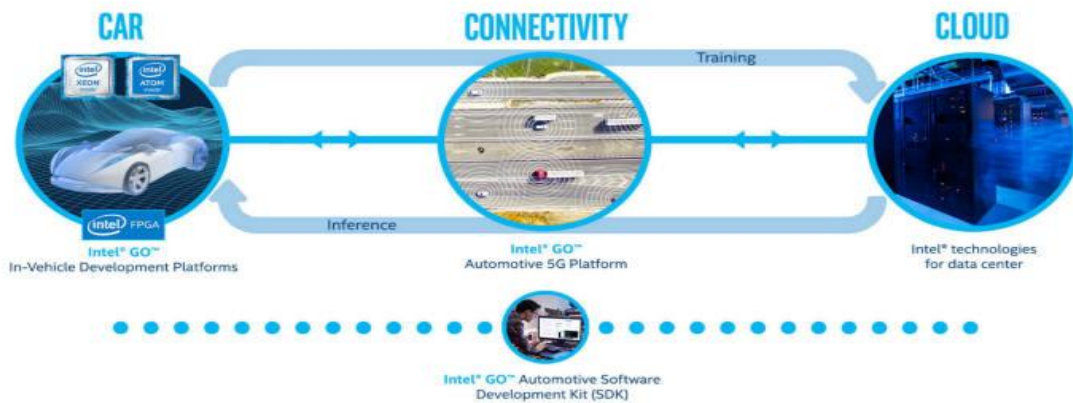 CAR
CONNECTIVITY
CLOUD
intel
XEON
inside
intel
ATOM
inside
Training
intel FPGA
Inference
Intel® GO™
In-Vehicle Development Platforms
Intel® GO™
Automotive 5G Platform
Intel® technologies
for data center
Intel® GO™ Automotive Software
Development Kit (SDK)